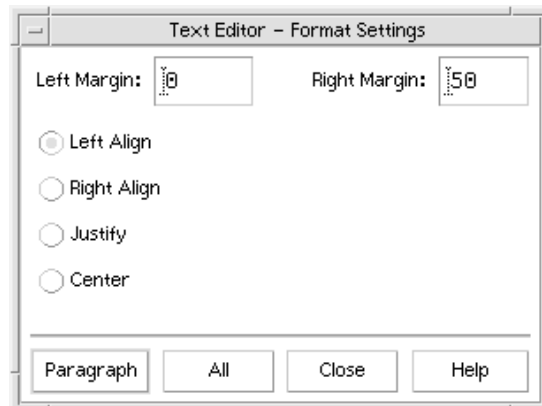 Text Editor – Format Settings
Left Margin: 0 Right Margin: 50
Left Align
Right Align
Justify
Center
Paragraph All Close Help